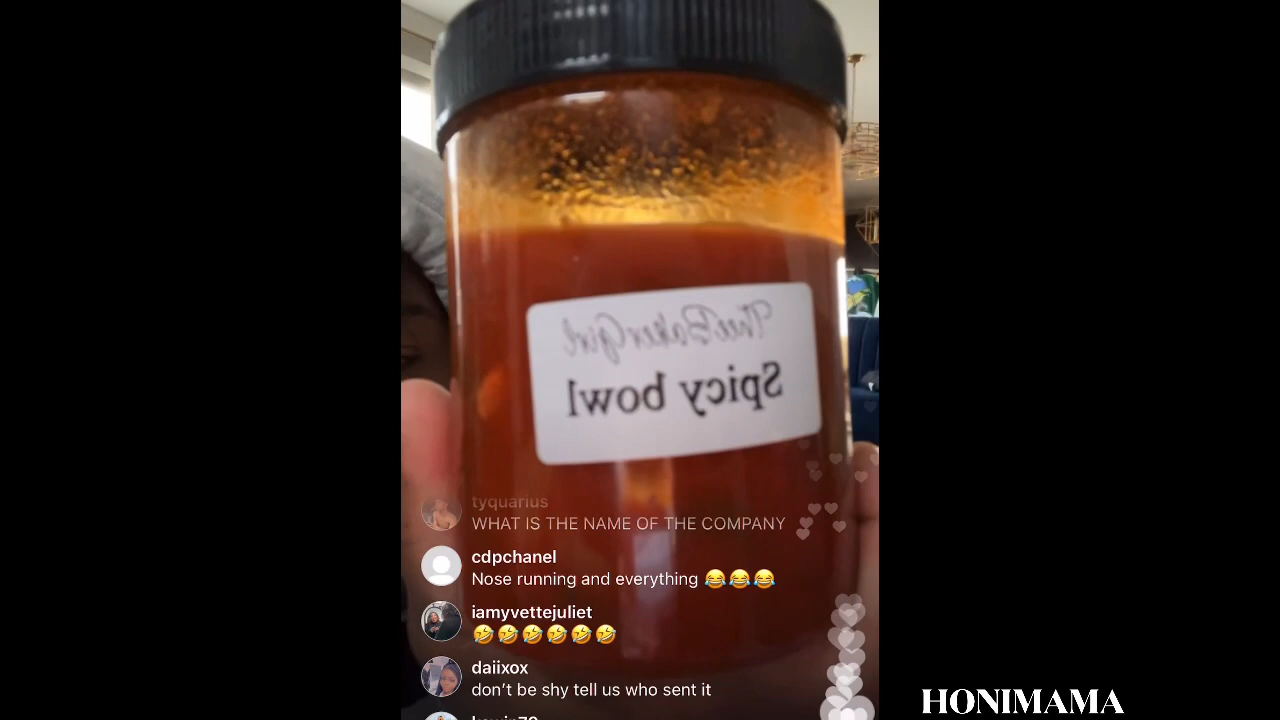 TheeBakerGirl
Spicy bowl
tyquarius
WHAT IS THE NAME OF THE COMPANY
cdpchanel
Nose running and everything 😂😂😂
iamyvettejuliet
🤣🤣🤣🤣🤣🤣
daiixox
don't be shy tell us who sent it
HONIMAMA